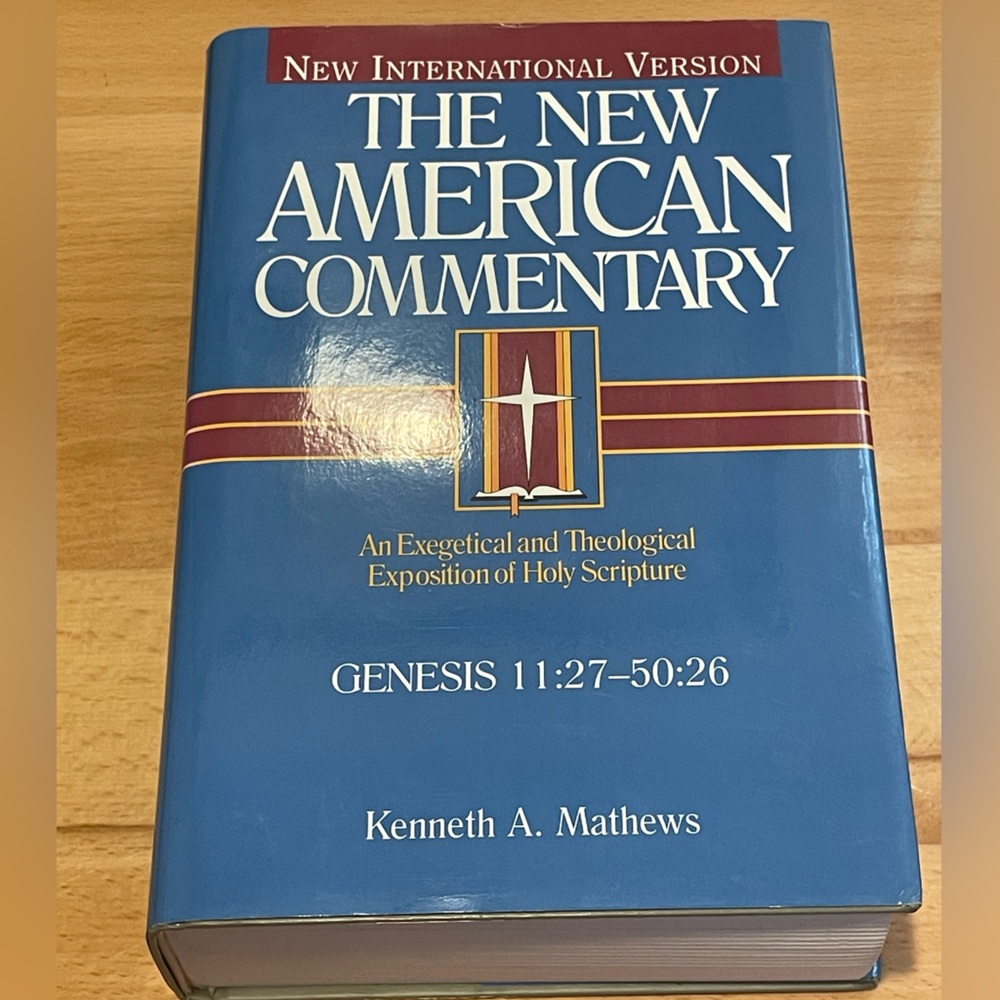 NEW INTERNATIONAL VERSION
THE NEW
AMERICAN
COMMENTARY
An Exegetical and Theological
Exposition of Holy Scripture
GENESIS 11:27–50:26
Kenneth A. Mathews